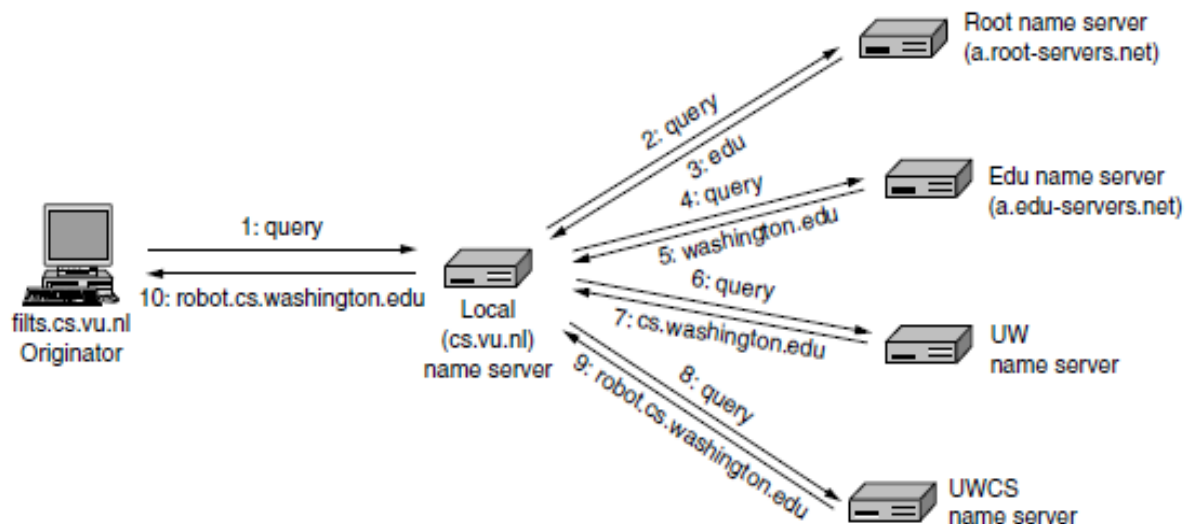 Root name server
(a.root-servers.net)
2: query
3: edu
4: query
Edu name server
(a.edu-servers.net)
5: washington.edu
1: query
10: robot.cs.washington.edu
filts.cs.vu.nl
Originator
Local
(cs.vu.nl)
name server
6: query
7: cs.washington.edu
UW
name server
8: query
9: robot.cs.washington.edu
UWCS
name server